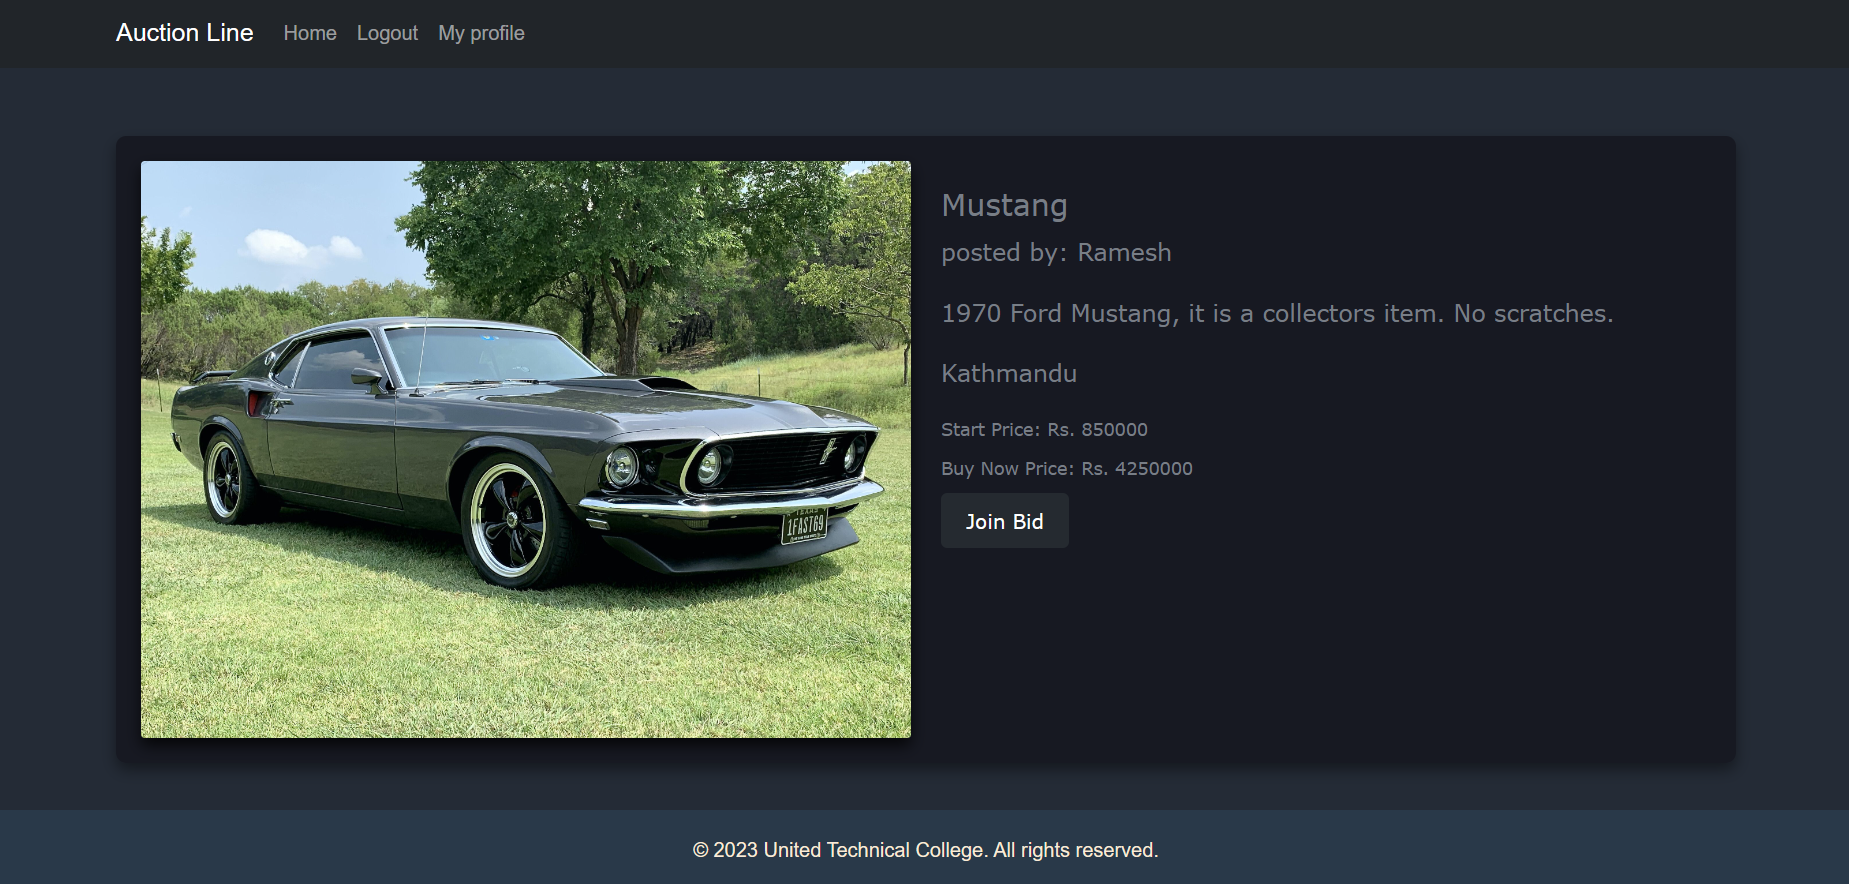 Auction Line Home Logout My profile
Mustang
posted by: Ramesh
1970 Ford Mustang, it is a collectors item. No scratches.
Kathmandu
Start Price: Rs. 850000
Buy Now Price: Rs. 4250000
Join Bid
TEXAS
1FAST69
© 2023 United Technical College. All rights reserved.